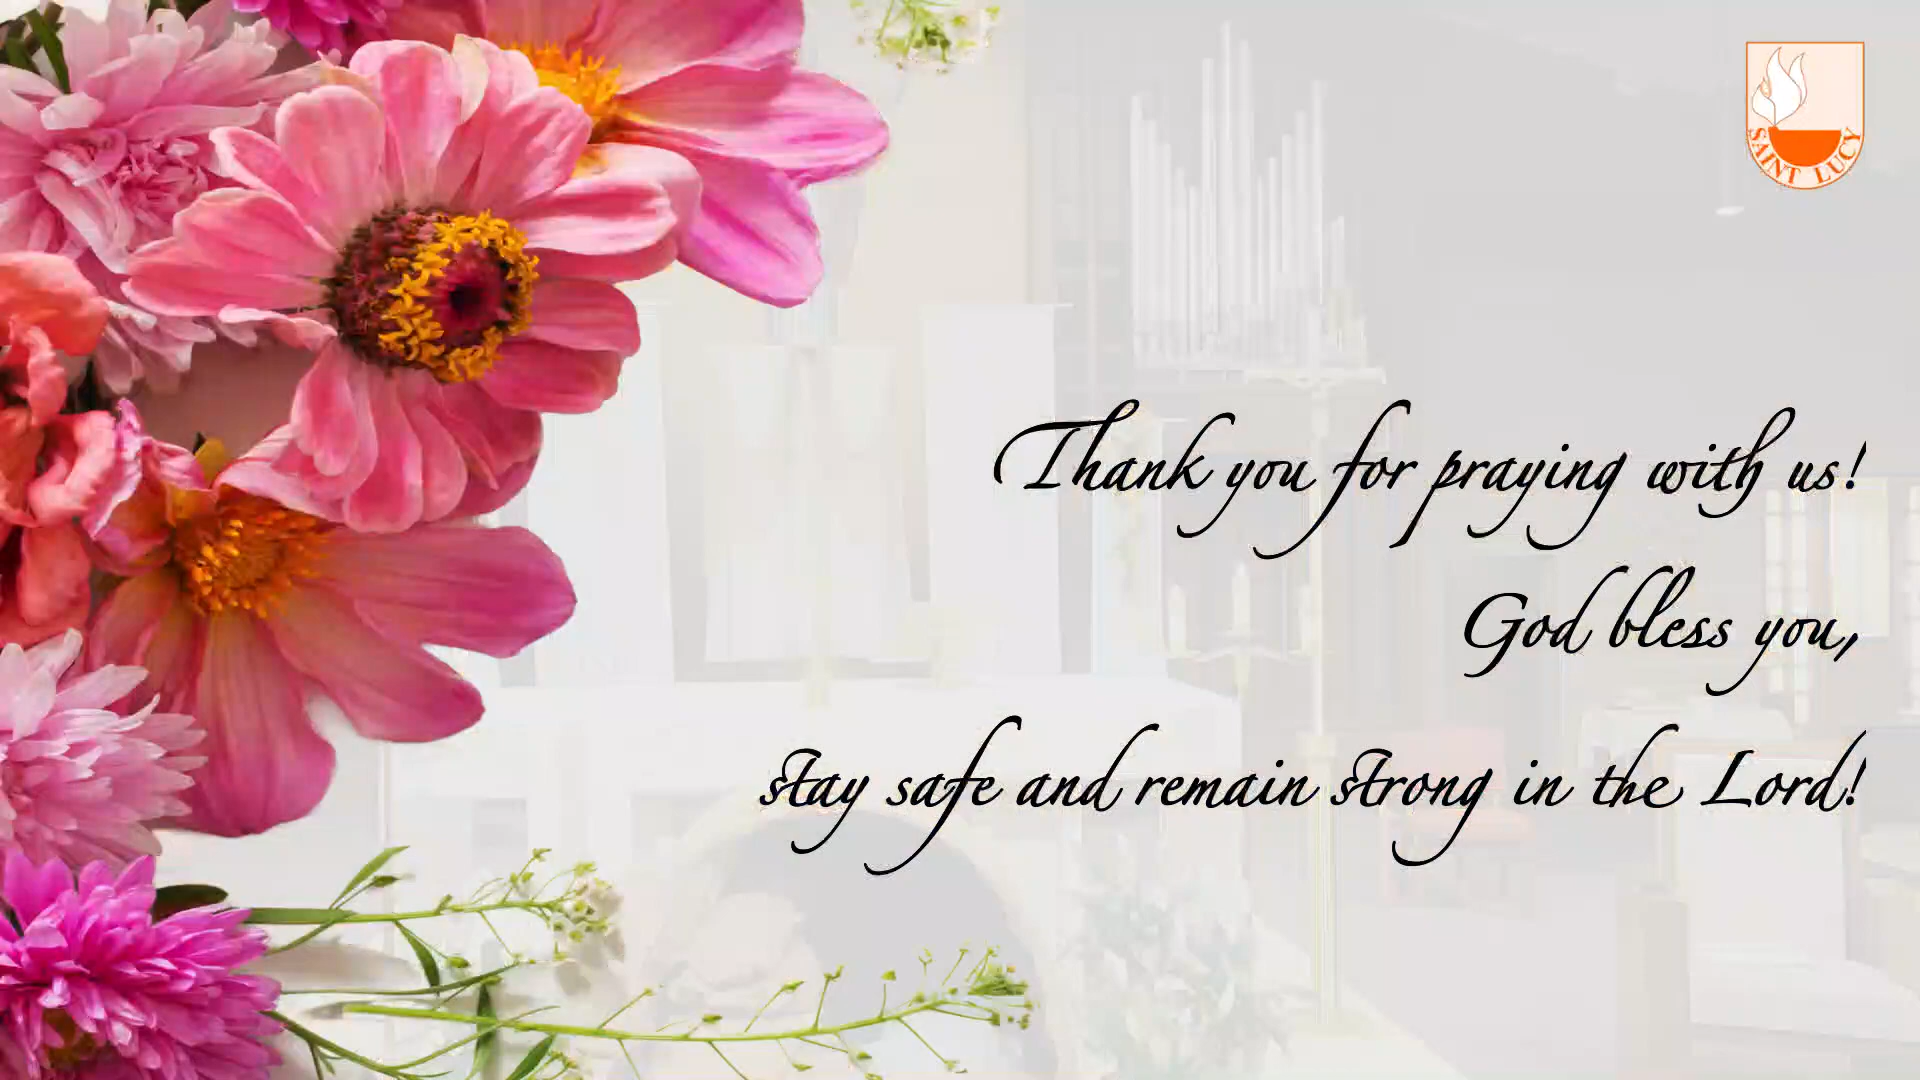 SAINT LUCY
Thank you for praying with us!
God bless you,
stay safe and remain strong in the Lord!